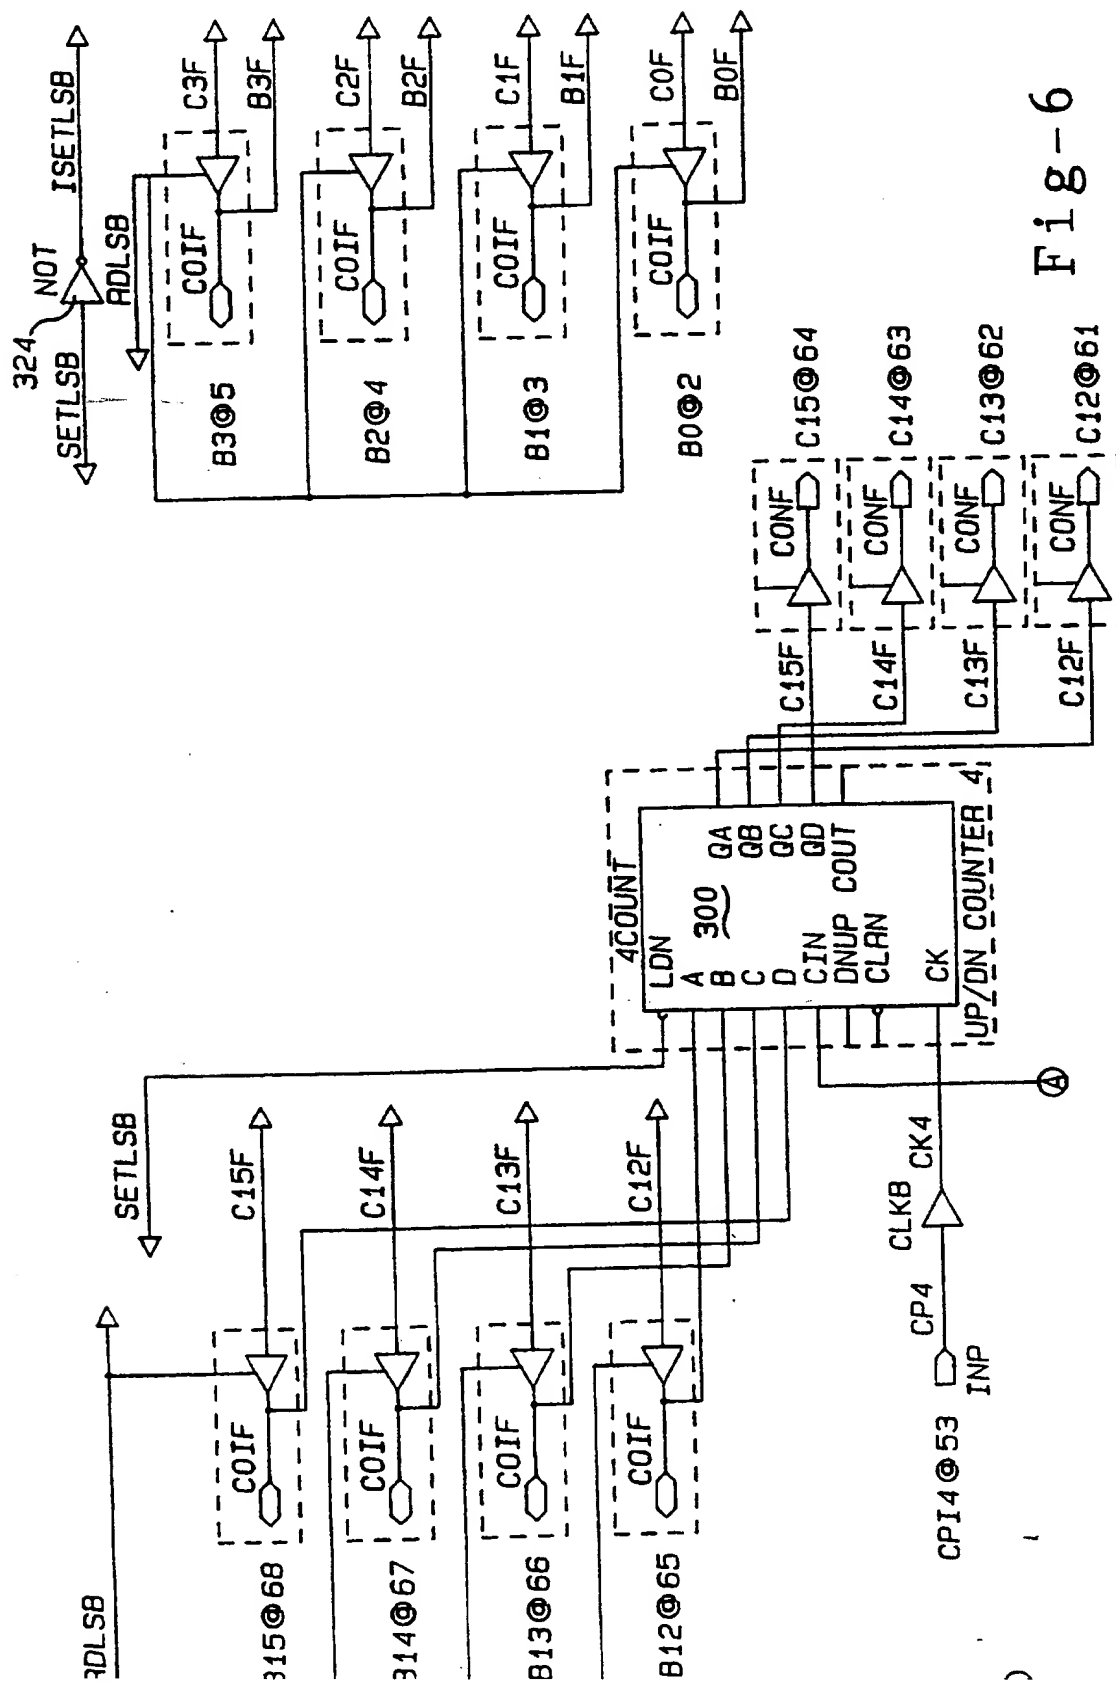 324
SETLSB
NOT
ISETLSB
RDLSB
SETLSB
RDLSB
B15@68
COIF
C15F
B3@5
COIF
C3F
B3F
B14@67
COIF
C14F
B2@4
COIF
C2F
B2F
B13@66
COIF
C13F
B1@3
COIF
C1F
B1F
B12@65
COIF
C12F
B0@2
COIF
C0F
B0F
4COUNT
LDN
A
B
C
D
CIN
DNUP
CLRN
CK
300
QA
QB
QC
QD
COUT
UP/DN COUNTER 4
C15F
CONF
C15@64
C14F
CONF
C14@63
C13F
CONF
C13@62
C12F
CONF
C12@61
CPI4@53
INP
CP4
CLKB
CK4
A
Fig-6